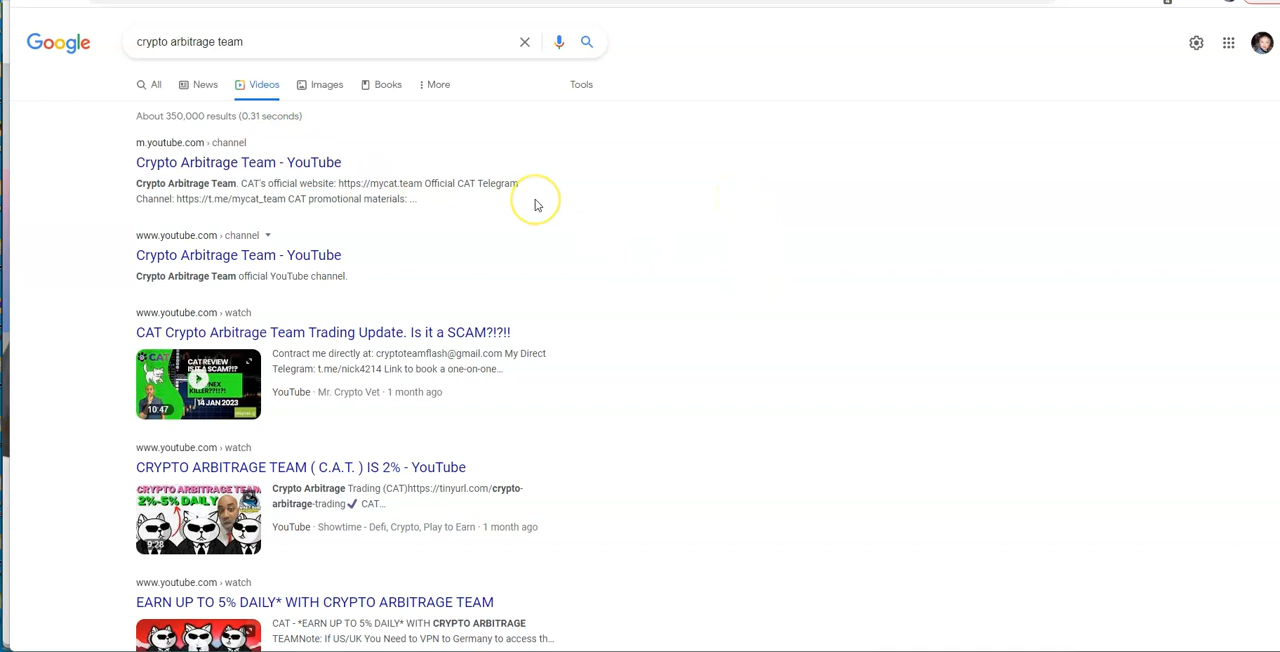 Google
crypto arbitrage team
All
News
Videos
Images
Books
More
Tools
About 350,000 results (0.31 seconds)
m.youtube.com › channel
Crypto Arbitrage Team - YouTube
Crypto Arbitrage Team. CAT's official website: https://mycat.team Official CAT Telegram
Channel: https://t.me/mycat_team CAT promotional materials: ...
www.youtube.com › channel
Crypto Arbitrage Team - YouTube
Crypto Arbitrage Team official YouTube channel.
www.youtube.com › watch
CAT Crypto Arbitrage Team Trading Update. Is it a SCAM?!?!!
CAT
CAT REVIEW
IS IT A SCAM?!?
KILLER??!!?!
14 JAN 2023
10:47
Contract me directly at: cryptoteamflash@gmail.com My Direct
Telegram: t.me/nick4214 Link to book a one-on-one...
YouTube · Mr. Crypto Vet · 1 month ago
www.youtube.com › watch
CRYPTO ARBITRAGE TEAM ( C.A.T. ) IS 2% - YouTube
CRYPTO ARBITRAGE TEAM
2%-5% DAILY
9:28
Crypto Arbitrage Trading (CAT)https://tinyurl.com/crypto-
arbitrage-trading✔ CAT...
YouTube · Showtime - Defi, Crypto, Play to Earn · 1 month ago
www.youtube.com › watch
EARN UP TO 5% DAILY* WITH CRYPTO ARBITRAGE TEAM
CAT - *EARN UP TO 5% DAILY* WITH CRYPTO ARBITRAGE
TEAMNote: If US/UK You Need to VPN to Germany to access th...